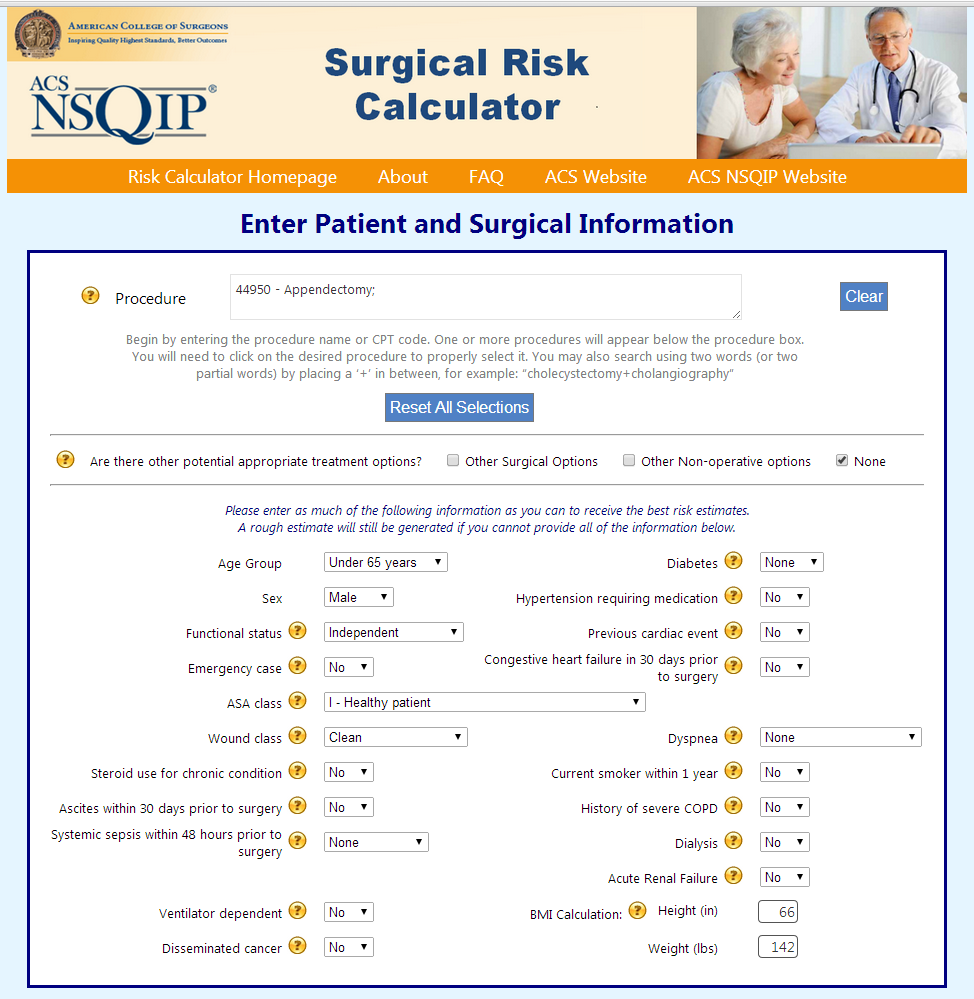 AMERICAN COLLEGE OF SURGEONS
Inspiring Quality: Highest Standards, Better Outcomes
ACS
NSQIP®
Surgical Risk
Calculator
Risk Calculator Homepage About FAQ ACS Website ACS NSQIP Website
Enter Patient and Surgical Information
? Procedure 44950 - Appendectomy; Clear
Begin by entering the procedure name or CPT code. One or more procedures will appear below the procedure box.
You will need to click on the desired procedure to properly select it. You may also search using two words (or two
partial words) by placing a '+' in between, for example: "cholecystectomy+cholangiography"
Reset All Selections
? Are there other potential appropriate treatment options? Other Surgical Options Other Non-operative options None
Please enter as much of the following information as you can to receive the best risk estimates.
A rough estimate will still be generated if you cannot provide all of the information below.
Age Group Under 65 years Diabetes ? None
Sex Male Hypertension requiring medication ? No
Functional status ? Independent Previous cardiac event ? No
Emergency case ? No Congestive heart failure in 30 days prior
to surgery ? No
ASA class ? I - Healthy patient
Wound class ? Clean Dyspnea ? None
Steroid use for chronic condition ? No Current smoker within 1 year ? No
Ascites within 30 days prior to surgery ? No History of severe COPD ? No
Systemic sepsis within 48 hours prior to
surgery ? None Dialysis ? No
Acute Renal Failure ? No
Ventilator dependent ? No BMI Calculation: ? Height (in) 66
Disseminated cancer ? No Weight (lbs) 142